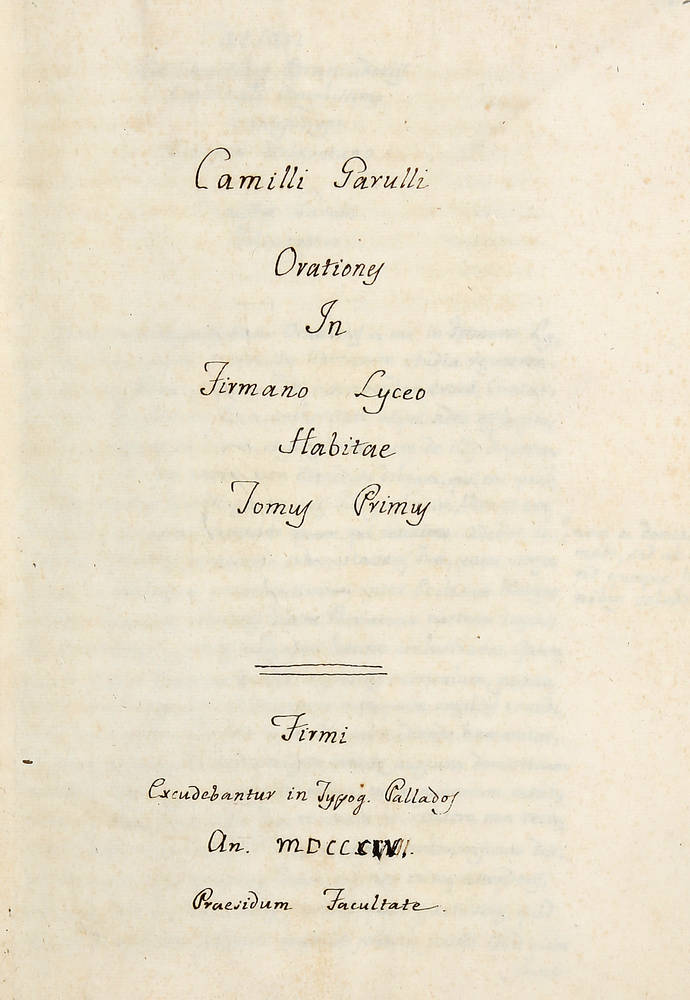 Camilli Parulli
Orationes
In
Firmano Lyceo
Habitae
Tomus Primus
Firmi
Excudebantur in Typog. Pallados
An.
Praesidum Facultate.